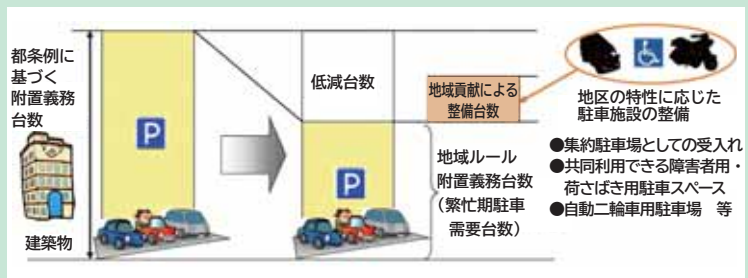 都条例に
基づく
附置義務
台数
建築物
P
低減台数
P
地域貢献による
整備台数
地域ルール
附置義務台数
(繁忙期駐車
需要台数)
地区の特性に応じた
駐車施設の整備
●集約駐車場としての受入れ
●共同利用できる障害者用・
荷さばき用駐車スペース
●自動二輪車用駐車場 等